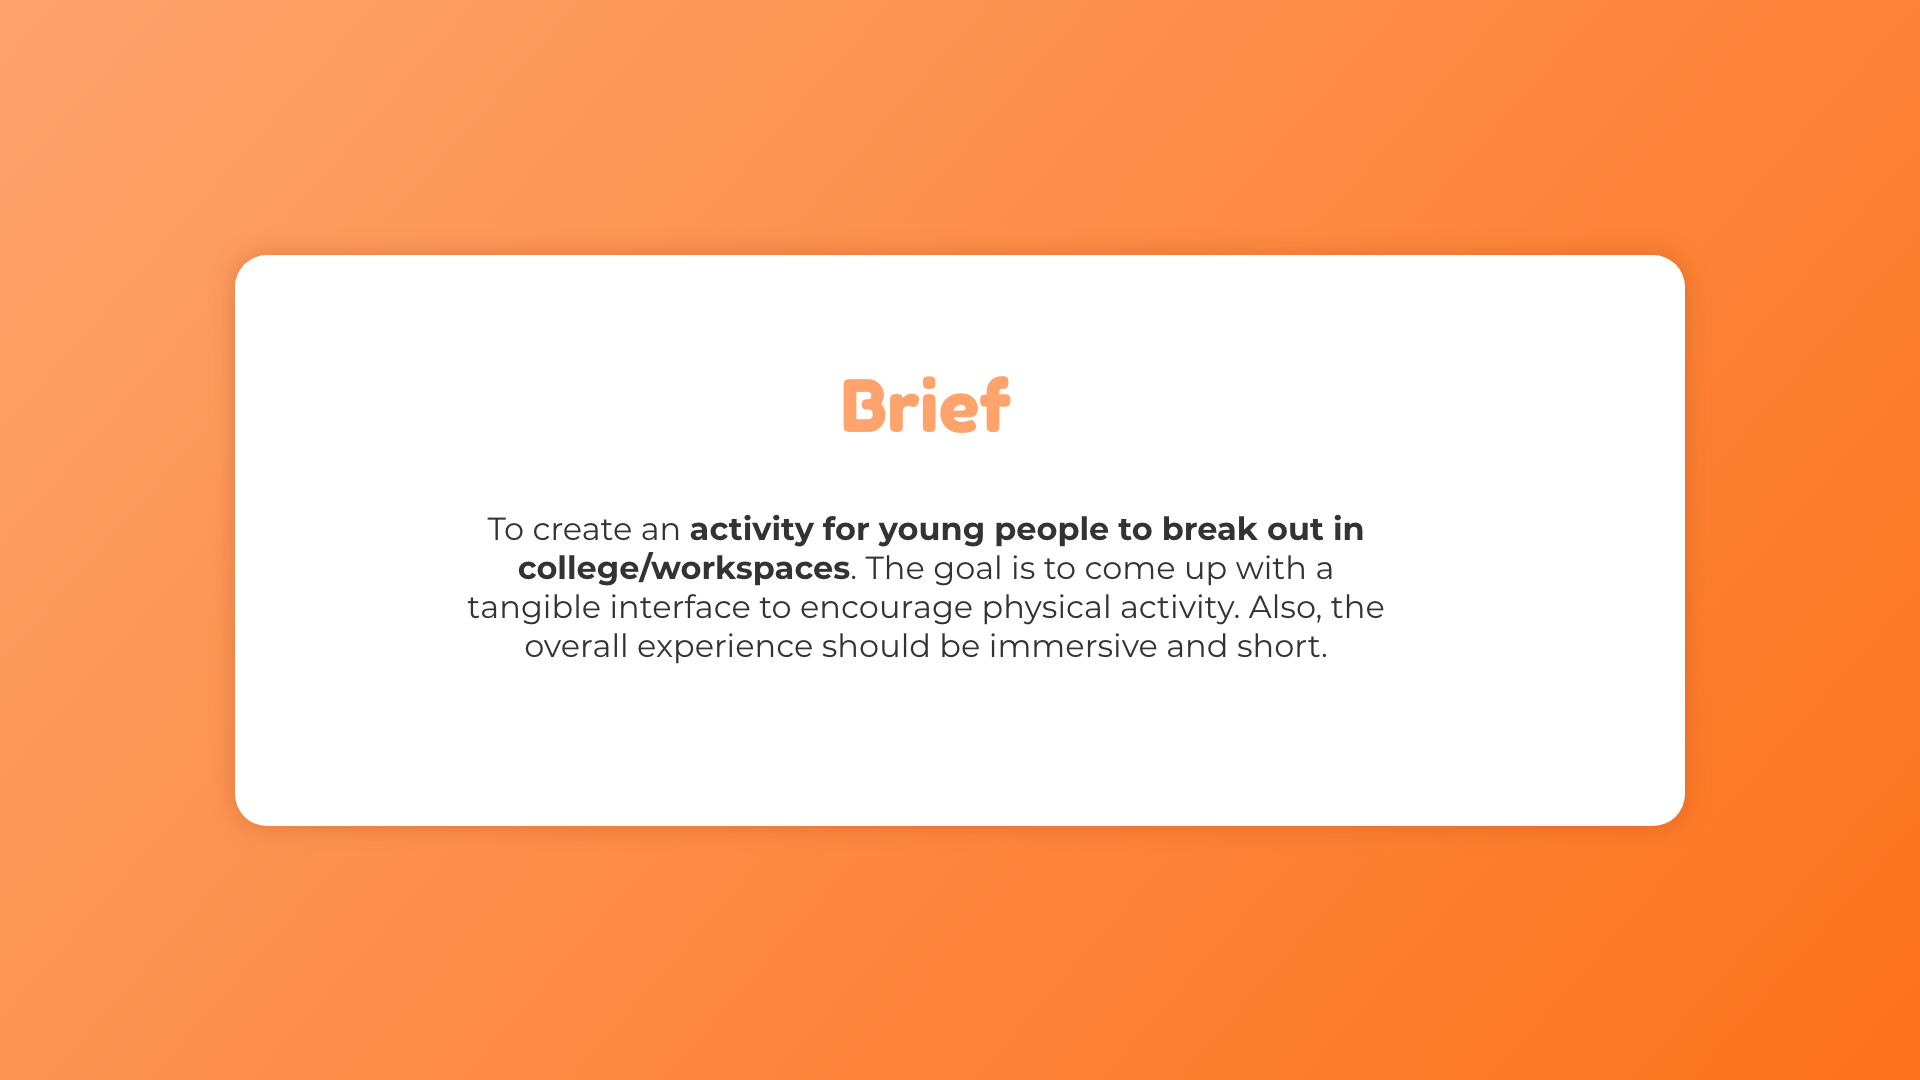 Brief
To create an activity for young people to break out in
college/workspaces. The goal is to come up with a
tangible interface to encourage physical activity. Also, the
overall experience should be immersive and short.